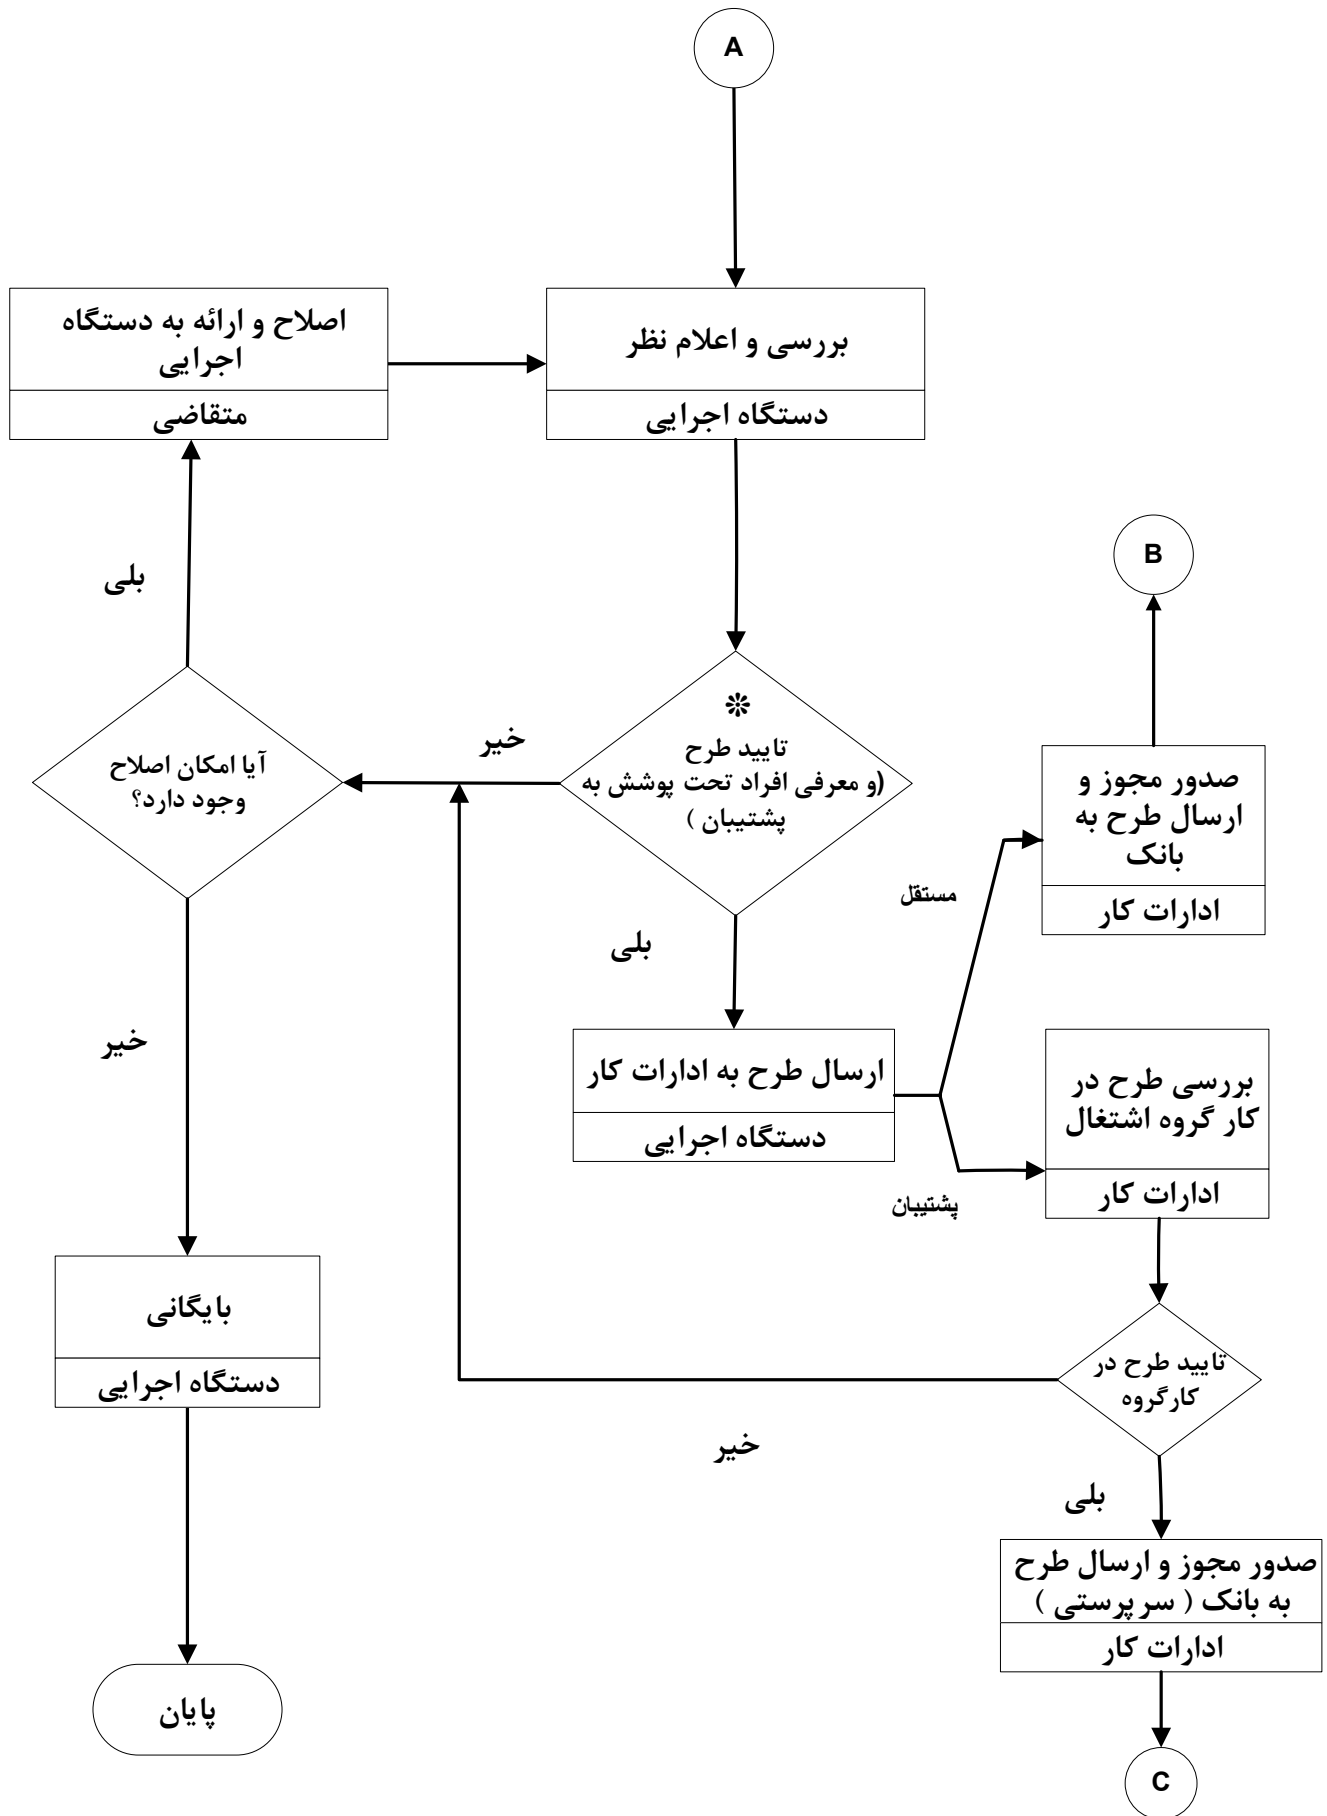 A
اصلاح و ارائه به دستگاه
اجرایی
متقاضی
بررسی و اعلام نظر
دستگاه اجرایی
بلی
B
❊
تایید طرح
(و معرفی افراد تحت پوشش به
پشتیبان )
خیر
آیا امکان اصلاح
وجود دارد؟
صدور مجوز و
ارسال طرح به
بانک
ادارات کار
مستقل
بلی
خیر
ارسال طرح به ادارات کار
دستگاه اجرایی
بررسی طرح در
کار گروه اشتغال
ادارات کار
پشتیبان
بایگانی
دستگاه اجرایی
تایید طرح در
کارگروه
خیر
بلی
صدور مجوز و ارسال طرح
به بانک ( سرپرستی )
ادارات کار
پایان
C